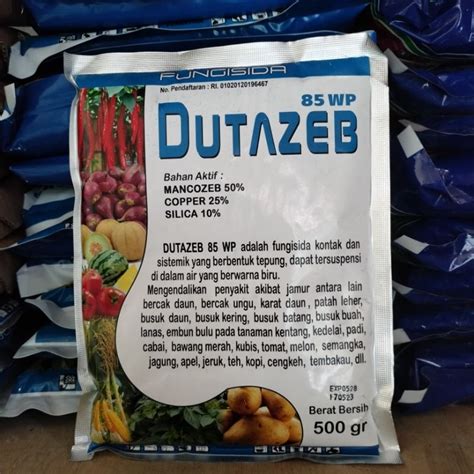 FUNGISIDA
No. Pendaftaran : RI. 01020120196467
85 WP
DUTAZEB
Bahan Aktif :
MANCOZEB 50%
COPPER 25%
SILICA 10%
DUTAZEB 85 WP adalah fungisida kontak dan
sistemik yang berbentuk tepung, dapat tersuspensi
di dalam air yang berwarna biru.
Mengendalikan penyakit akibat jamur antara lain
bercak daun, bercak ungu, karat daun , patah leher,
busuk daun, busuk kering, busuk batang, busuk buah,
lanas, embun bulu pada tanaman kentang, kedelai, padi,
cabai, bawang merah, kubis, tomat, melon, semangka,
jagung, apel, jeruk, teh, kopi, cengkeh, tembakau, dll.
EXP0528
170523
Berat Bersih
500 gr